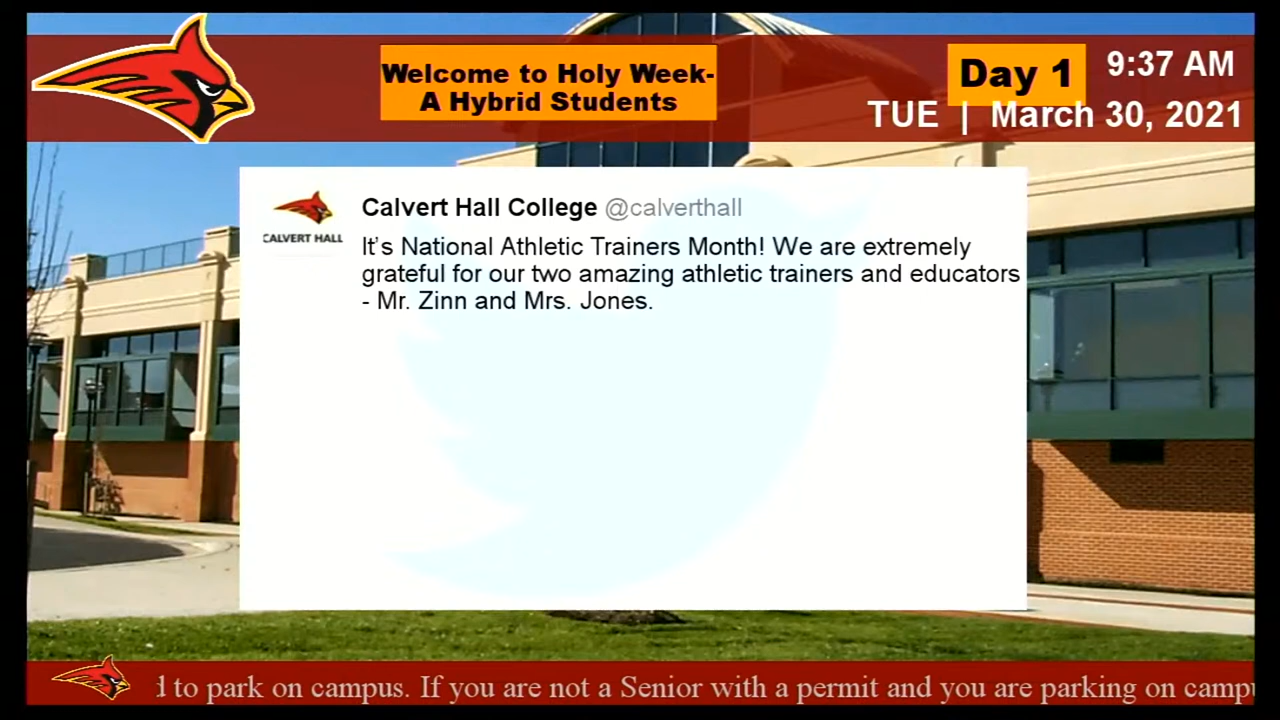 Welcome to Holy Week-
A Hybrid Students
Day 1
9:37 AM
TUE | March 30, 2021
CALVERT HALL
Calvert Hall College @calverthall
It's National Athletic Trainers Month! We are extremely
grateful for our two amazing athletic trainers and educators
- Mr. Zinn and Mrs. Jones.
to park on campus. If you are not a Senior with a permit and you are parking on